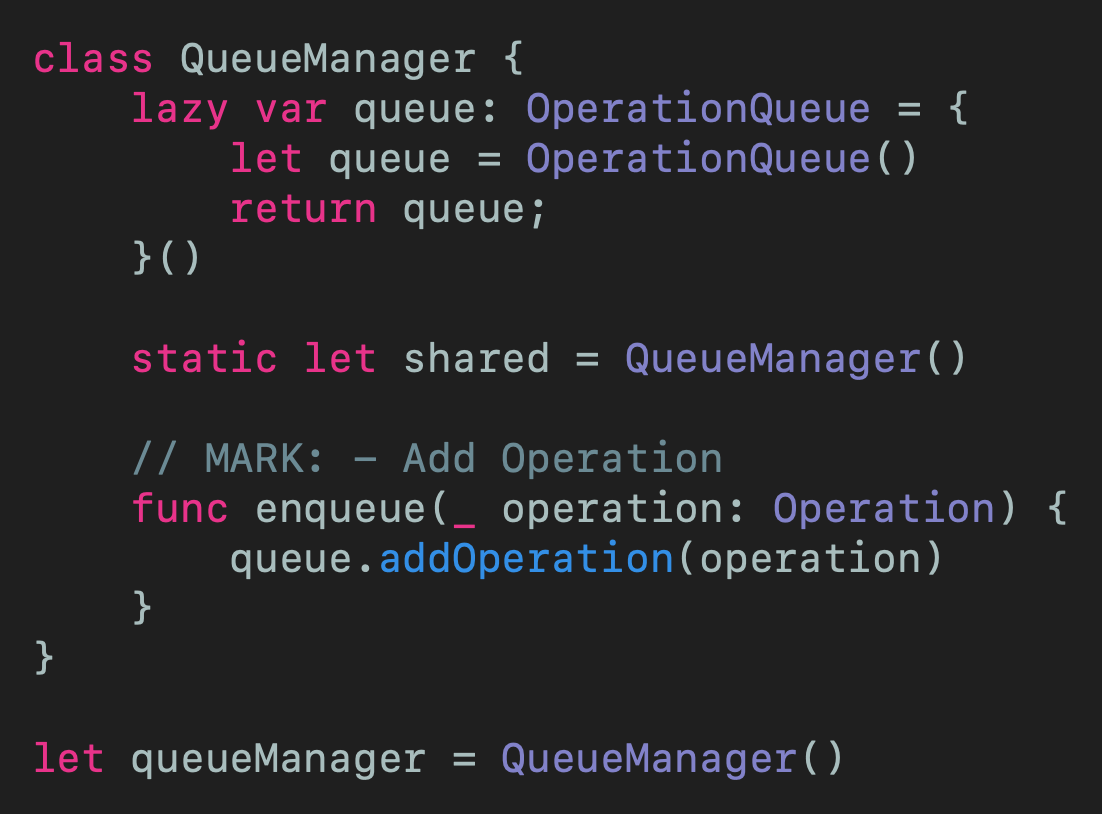 class QueueManager {
    lazy var queue: OperationQueue = {
        let queue = OperationQueue()
        return queue;
    }()

    static let shared = QueueManager()

    // MARK: – Add Operation
    func enqueue(_ operation: Operation) {
        queue.addOperation(operation)
    }
}

let queueManager = QueueManager()